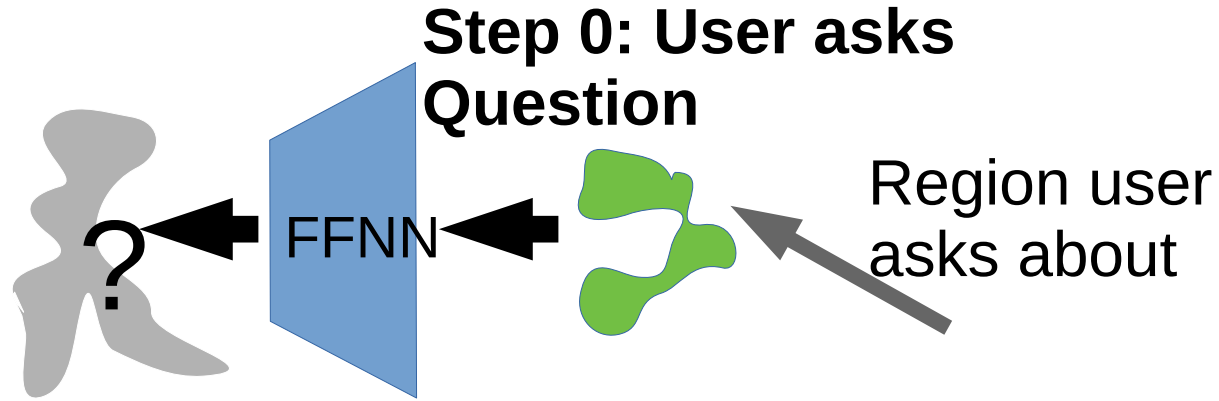 Step 0: User asks
Question
Region user
asks about
FFNN
?